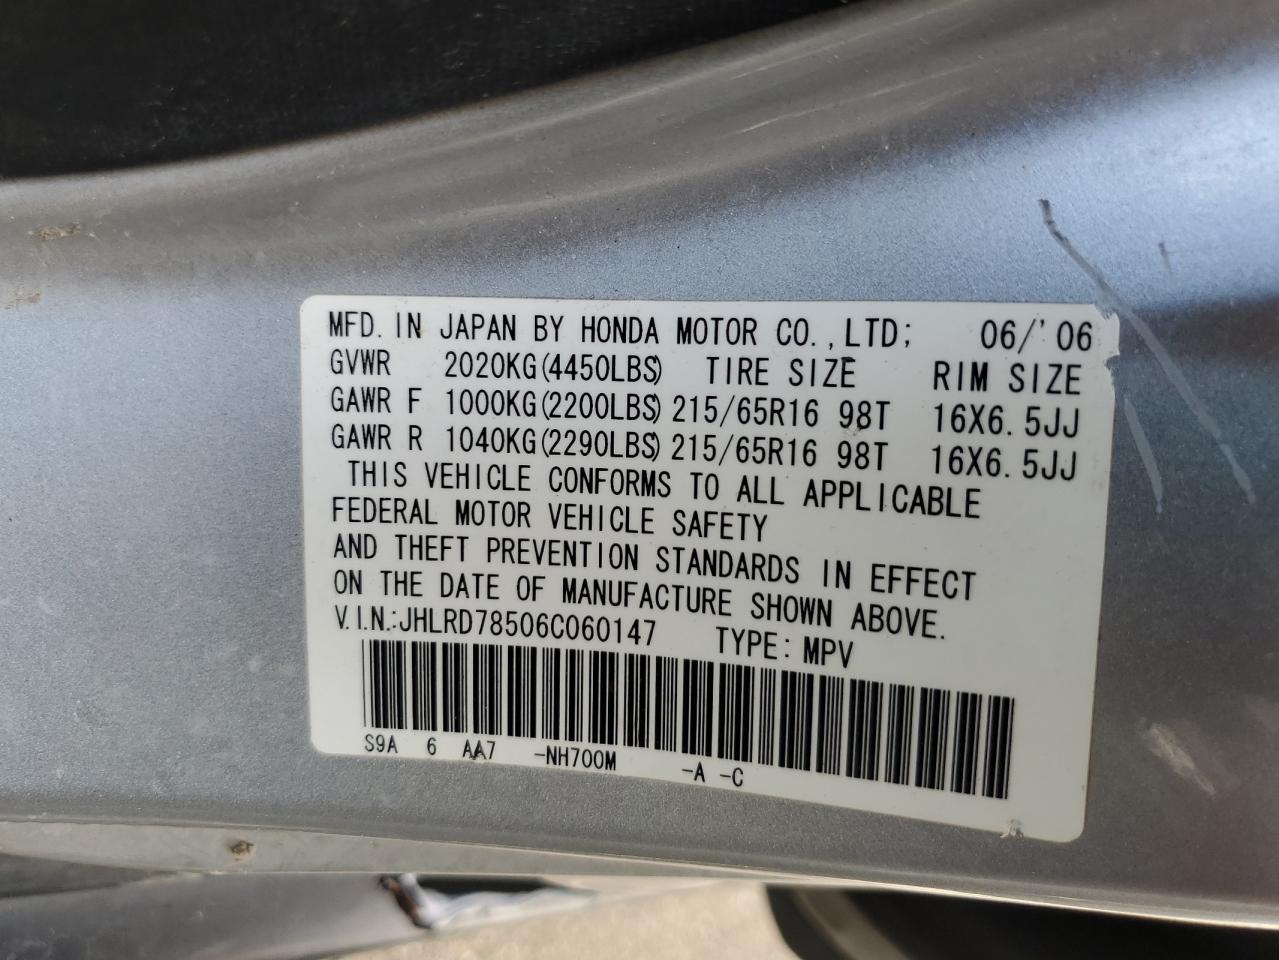 MFD. IN JAPAN BY HONDA MOTOR CO.,LTD; 06/'06
GVWR 2020KG(4450LBS) TIRE SIZE RIM SIZE
GAWR F 1000KG(2200LBS) 215/65R16 98T 16X6.5JJ
GAWR R 1040KG(2290LBS) 215/65R16 98T 16X6.5JJ
THIS VEHICLE CONFORMS TO ALL APPLICABLE
FEDERAL MOTOR VEHICLE SAFETY
AND THEFT PREVENTION STANDARDS IN EFFECT
ON THE DATE OF MANUFACTURE SHOWN ABOVE.
V.I.N.:JHLRD78506C060147 TYPE: MPV
S9A 6 AA7 -NH700M -A -C